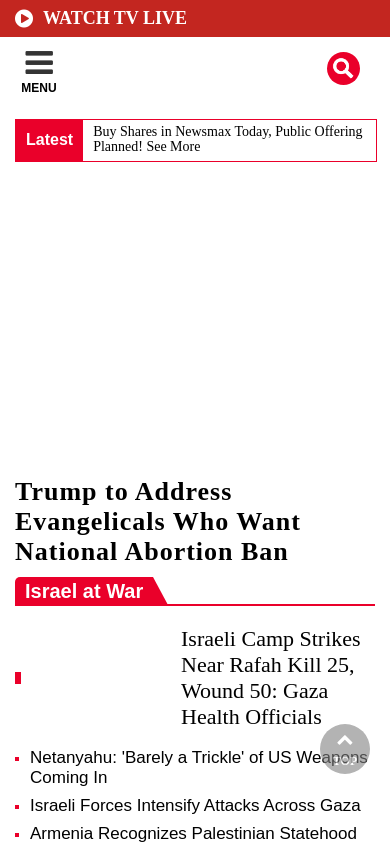 WATCH TV LIVE
MENU
Latest
Buy Shares in Newsmax Today, Public Offering
Planned! See More
Trump to Address
Evangelicals Who Want
National Abortion Ban
Israel at War
Israeli Camp Strikes
Near Rafah Kill 25,
Wound 50: Gaza
Health Officials
Netanyahu: 'Barely a Trickle' of US Weapons
Coming In
TOP
Israeli Forces Intensify Attacks Across Gaza
Armenia Recognizes Palestinian Statehood